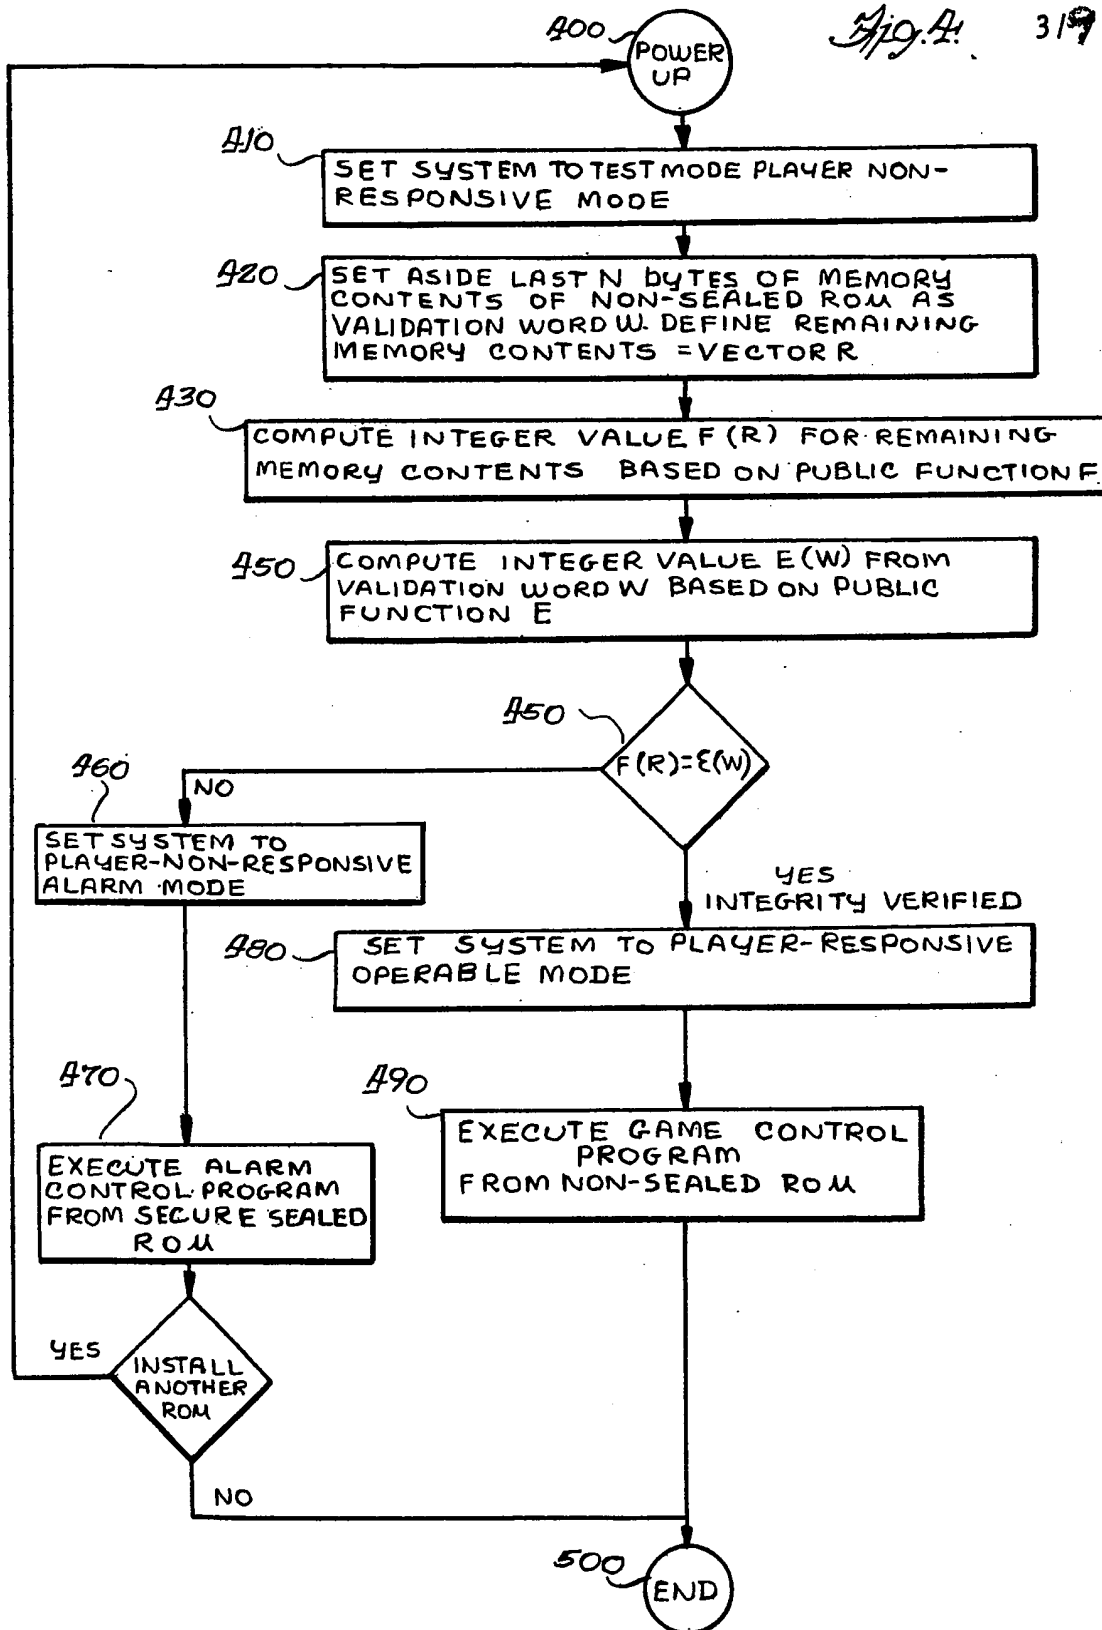 Fig. 4.
400
POWER
UP
410
SET SYSTEM TO TEST MODE PLAYER NON-
RESPONSIVE MODE
420
SET ASIDE LAST N bYTES OF MEMORY
CONTENTS OF NON-SEALED ROM AS
VALIDATION WORD W. DEFINE REMAINING
MEMORY CONTENTS = VECTOR R
430
COMPUTE INTEGER VALUE F(R) FOR REMAINING
MEMORY CONTENTS BASED ON PUBLIC FUNCTION F.
450
COMPUTE INTEGER VALUE E(W) FROM
VALIDATION WORD W BASED ON PUBLIC
FUNCTION E
450
F(R)=E(W)
460
NO
SET SYSTEM TO
PLAYER-NON-RESPONSIVE
ALARM MODE
YES
INTEGRITY VERIFIED
480
SET SYSTEM TO PLAYER-RESPONSIVE
OPERABLE MODE
470
EXECUTE ALARM
CONTROL PROGRAM
FROM SECURE SEALED
ROM
490
EXECUTE GAME CONTROL
PROGRAM
FROM NON-SEALED ROM
YES
INSTALL
ANOTHER
ROM
NO
500
END